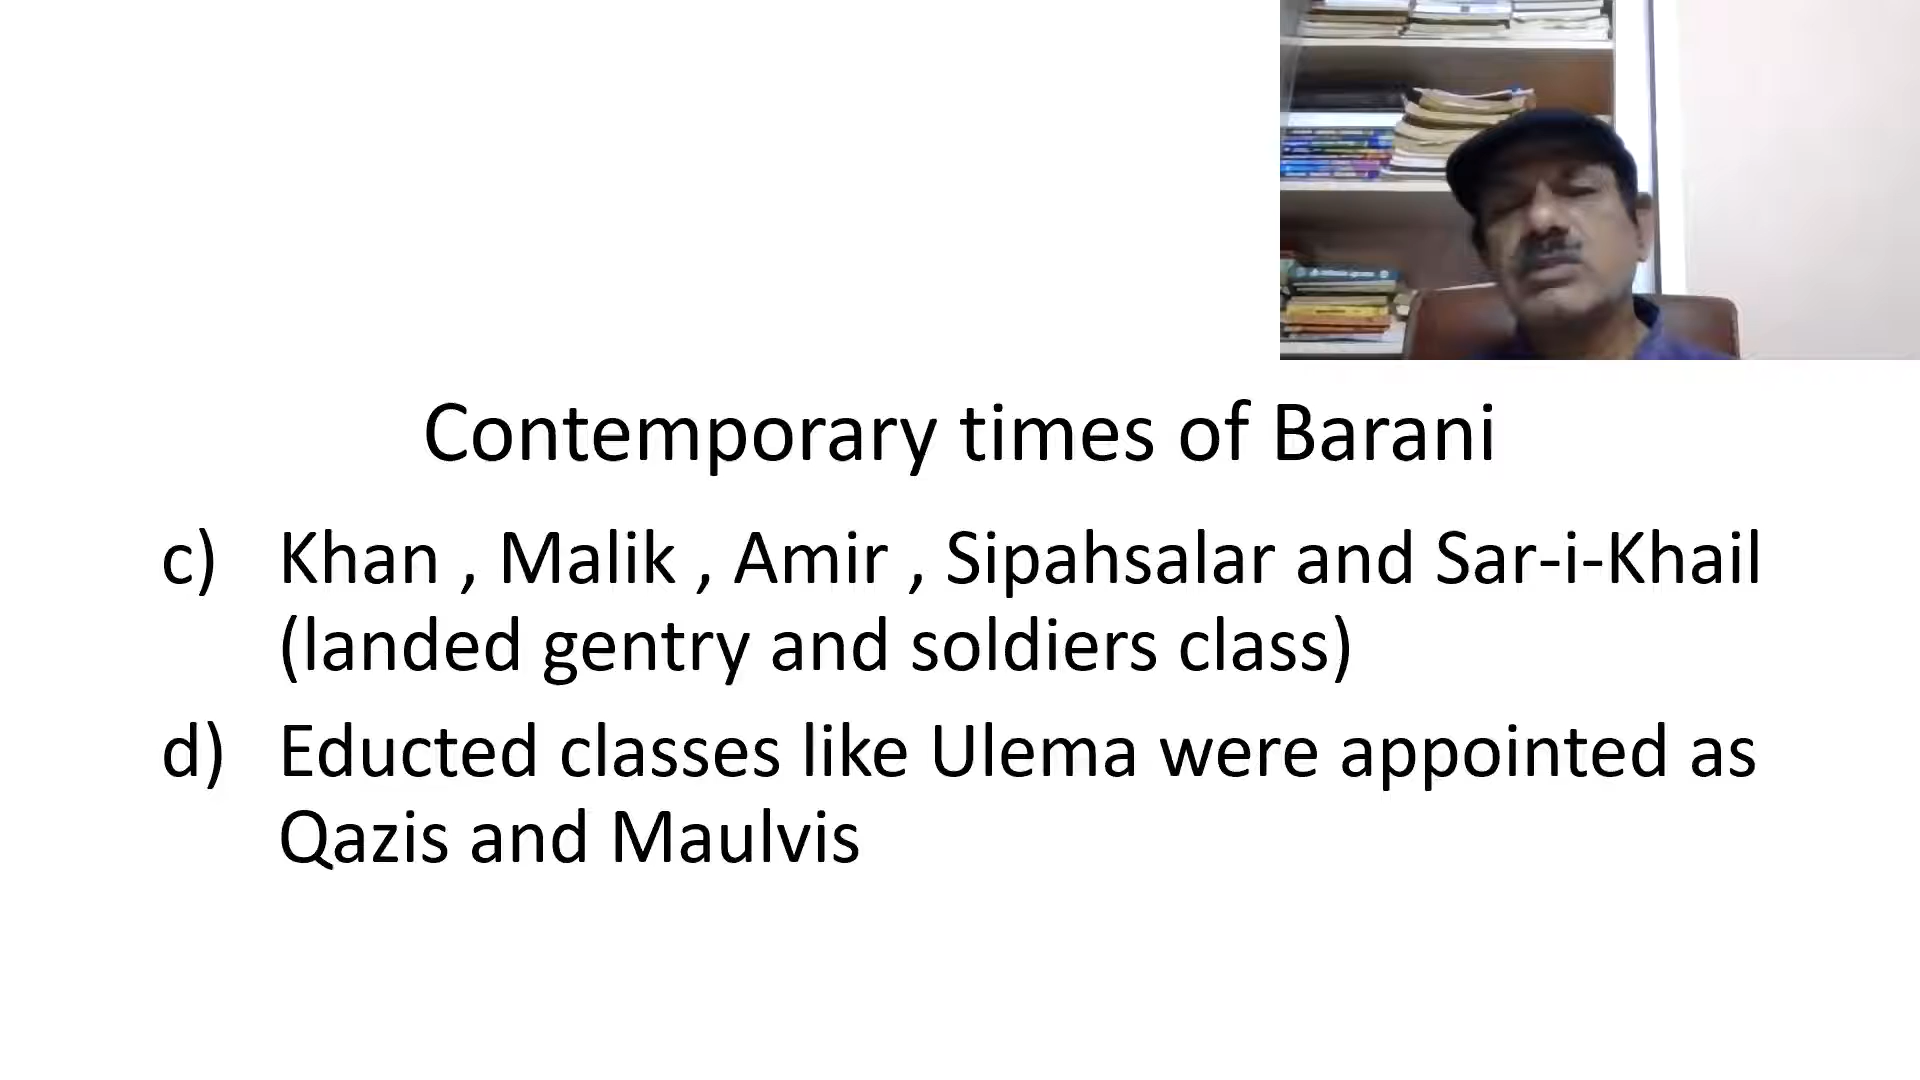 Contemporary times of Barani
c) Khan , Malik , Amir , Sipahsalar and Sar-i-Khail
(landed gentry and soldiers class)
d) Educted classes like Ulema were appointed as
Qazis and Maulvis